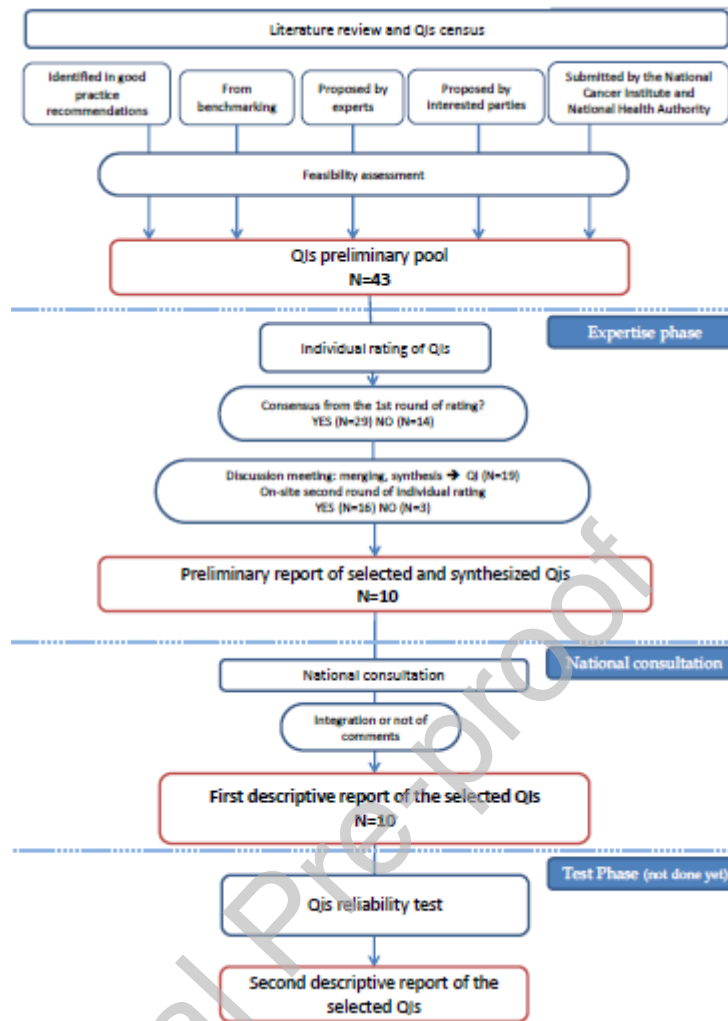 Literature review and QIs census
Identified in good
practice
recommendations
From
benchmarking
Proposed by
experts
Proposed by
interested parties
Submitted by the National
Cancer Institute and
National Health Authority
Feasibility assessment
QIs preliminary pool
N=43
Expertise phase
Individual rating of QIs
Consensus from the 1st round of rating?
YES (N=29) NO (N=14)
Discussion meeting: merging, synthesis ➔ QI (N=19)
On-site second round of individual rating
YES (N=16) NO (N=3)
Preliminary report of selected and synthesized Qis
N=10
National consultation
National consultation
Integration or not of
comments
First descriptive report of the selected QIs
N=10
Test Phase (not done yet)
Qis reliability test
Second descriptive report of the
selected QIs
al Pre-proof